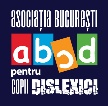 ASOCIAȚIA BUCUREȘTI
abcd
pentru
COPII DISLEXICI